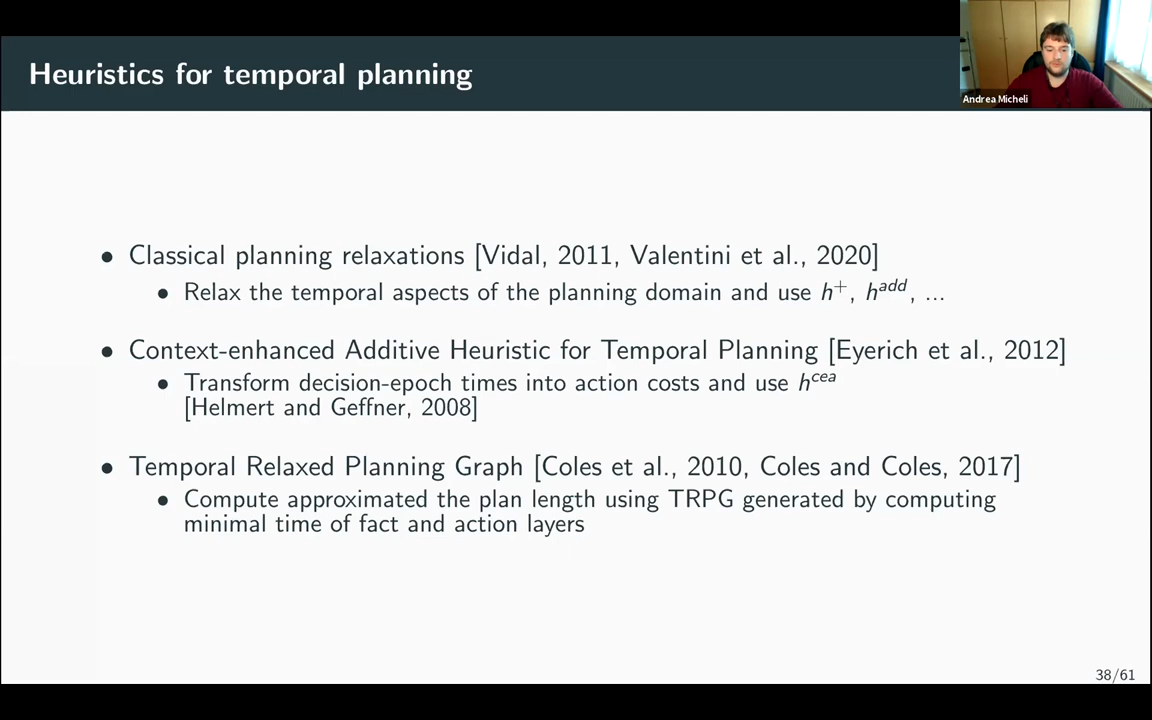 Heuristics for temporal planning
Andrea Micheli
• Classical planning relaxations [Vidal, 2011, Valentini et al., 2020]
• Relax the temporal aspects of the planning domain and use h⁺, hᵃᵈᵈ, ...
• Context-enhanced Additive Heuristic for Temporal Planning [Eyerich et al., 2012]
• Transform decision-epoch times into action costs and use hᶜᵉᵃ
[Helmert and Geffner, 2008]
• Temporal Relaxed Planning Graph [Coles et al., 2010, Coles and Coles, 2017]
• Compute approximated the plan length using TRPG generated by computing
minimal time of fact and action layers
38/61